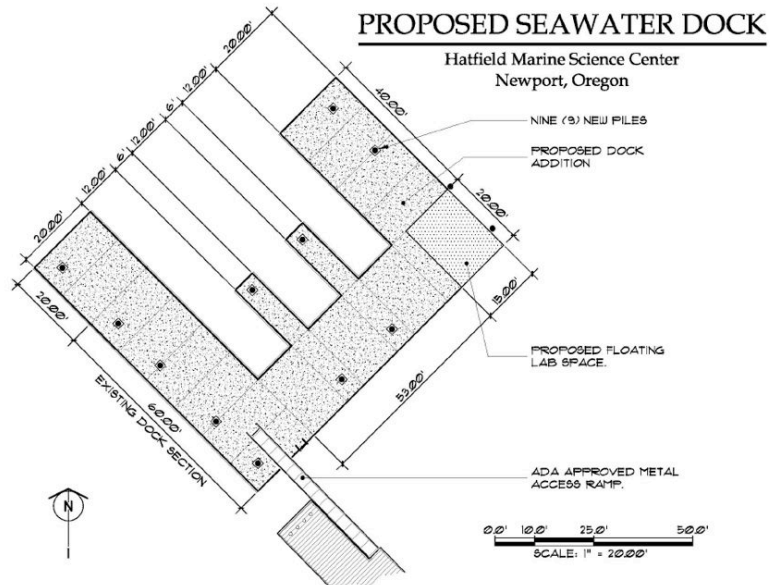 PROPOSED SEAWATER DOCK
Hatfield Marine Science Center
Newport, Oregon
20.00'
12.00'
6'
12.00'
6'
12.00'
20.00'
40.00'
20.00'
15.00'
53.00'
20.00'
60.00'
EXISTING DOCK SECTION
NINE (9) NEW PILES
PROPOSED DOCK
ADDITION
PROPOSED FLOATING
LAB SPACE.
ADA APPROVED METAL
ACCESS RAMP.
N
0.0' 10.0' 25.0' 50.0'
SCALE: 1" = 20.00'